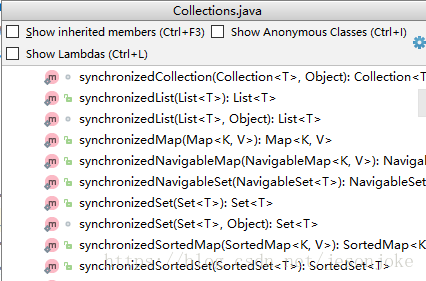 Collections.java
Show inherited members (Ctrl+F3) Show Anonymous Classes (Ctrl+I)
Show Lambdas (Ctrl+L)
synchronizedCollection(Collection<T>, Object): Collection<T
synchronizedList(List<T>): List<T>
synchronizedList(List<T>, Object): List<T>
synchronizedMap(Map<K, V>): Map<K, V>
synchronizedNavigableMap(NavigableMap<K, V>): Naviga
synchronizedNavigableSet(NavigableSet<T>): Navigable
synchronizedSet(Set<T>): Set<T>
synchronizedSet(Set<T>, Object): Set<T>
synchronizedSortedMap(SortedMap<K, V>): SortedMap<K
synchronizedSortedSet(SortedSet<T>): SortedSet<T>